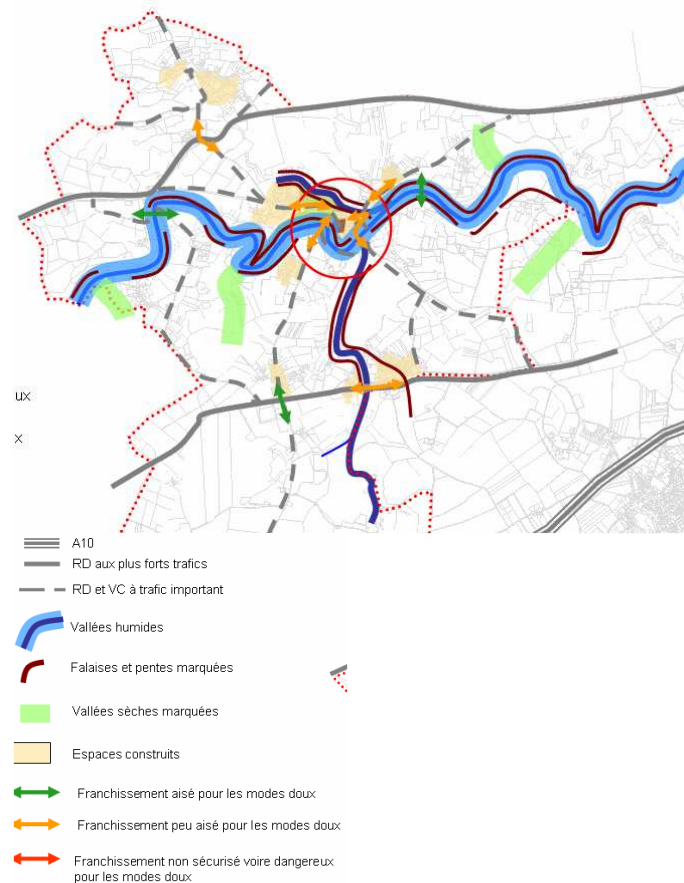 ux
x
A10
RD aux plus forts trafics
RD et VC à trafic important
Vallées humides
Falaises et pentes marquées
Vallées sèches marquées
Espaces construits
Franchissement aisé pour les modes doux
Franchissement peu aisé pour les modes doux
Franchissement non sécurisé voire dangereux
pour les modes doux